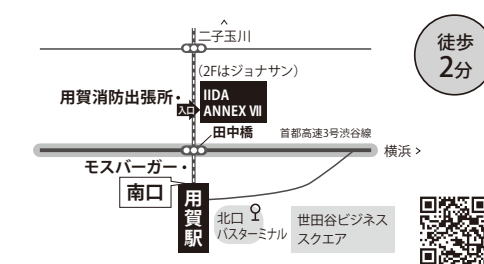 二子玉川
徒歩
2分
(2Fはジョナサン)
用賀消防出張所
入口
IIDA
ANNEX Ⅶ
田中橋
首都高速3号渋谷線
横浜 >
モスバーガー
南口
用賀駅
北口
バスターミナル
世田谷ビジネス
スクエア